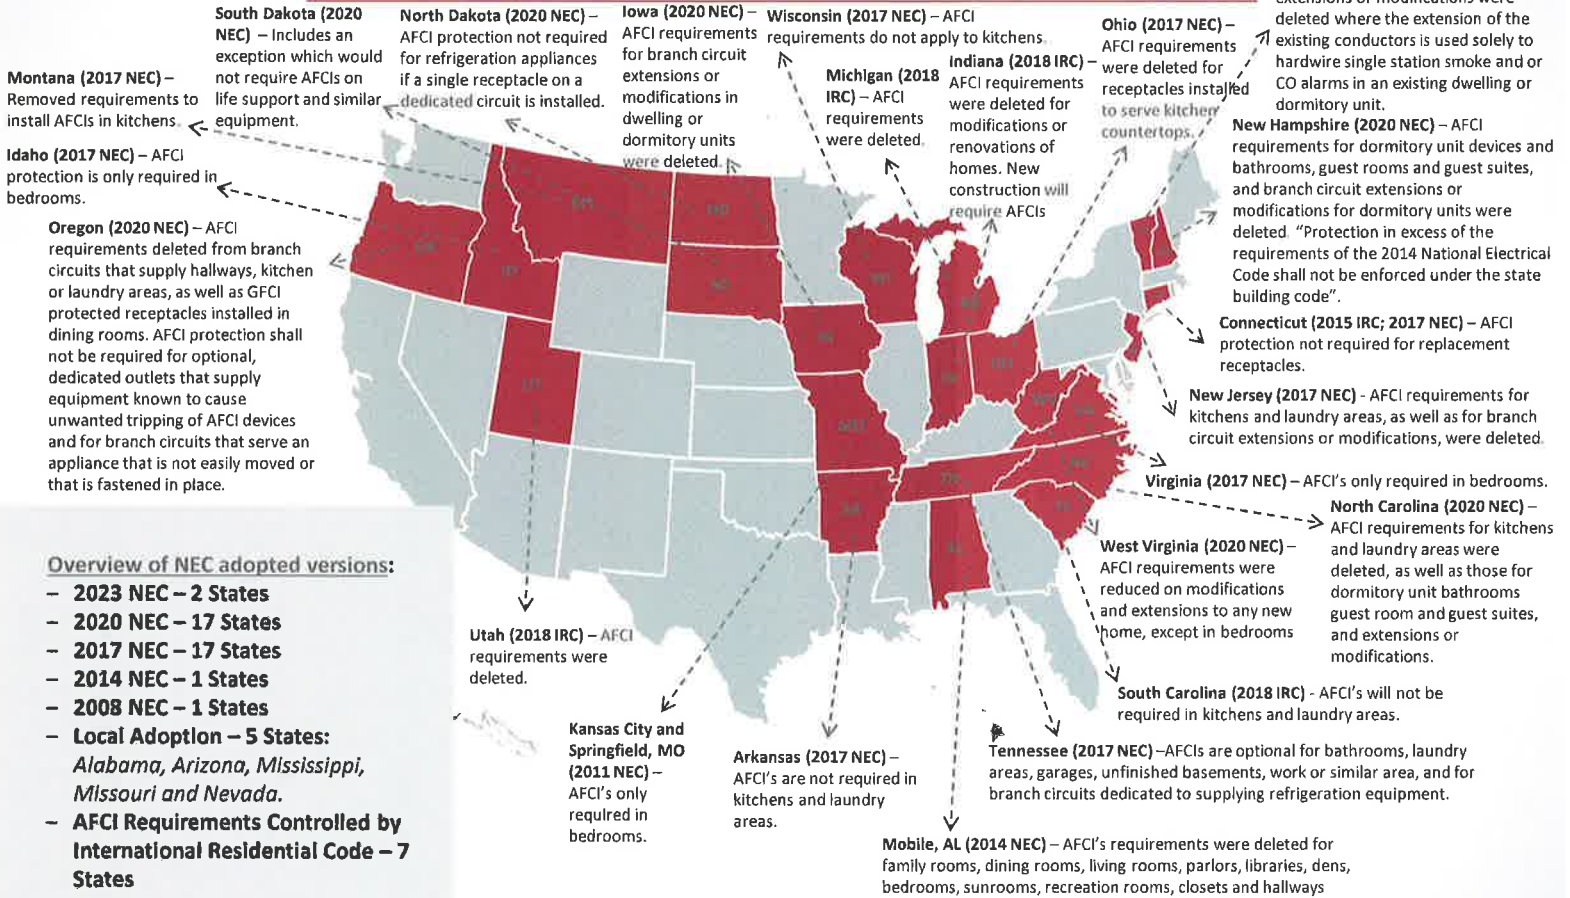 South Dakota (2020
NEC) – Includes an
exception which would
not require AFCIs on
life support and similar
equipment.
North Dakota (2020 NEC) –
AFCI protection not required
for refrigeration appliances
if a single receptacle on a
dedicated circuit is installed.
Iowa (2020 NEC) –
AFCI requirements
for branch circuit
extensions or
modifications in
dwelling or
dormitory units
were deleted.
Wisconsin (2017 NEC) – AFCI
requirements do not apply to kitchens.
Michigan (2018
IRC) – AFCI
requirements
were deleted.
Indiana (2018 IRC) –
AFCI requirements
were deleted for
modifications or
renovations of
homes. New
construction will
require AFCIs
Ohio (2017 NEC) –
AFCI requirements
were deleted for
receptacles installed
to serve kitchen
countertops.
extensions or modifications were
deleted where the extension of the
existing conductors is used solely to
hardwire single station smoke and or
CO alarms in an existing dwelling or
dormitory unit.
Montana (2017 NEC) –
Removed requirements to
install AFCIs in kitchens.
Idaho (2017 NEC) – AFCI
protection is only required in
bedrooms.
Oregon (2020 NEC) – AFCI
requirements deleted from branch
circuits that supply hallways, kitchen
or laundry areas, as well as GFCI
protected receptacles installed in
dining rooms. AFCI protection shall
not be required for optional,
dedicated outlets that supply
equipment known to cause
unwanted tripping of AFCI devices
and for branch circuits that serve an
appliance that is not easily moved or
that is fastened in place.
New Hampshire (2020 NEC) – AFCI
requirements for dormitory unit devices and
bathrooms, guest rooms and guest suites,
and branch circuit extensions or
modifications for dormitory units were
deleted. "Protection in excess of the
requirements of the 2014 National Electrical
Code shall not be enforced under the state
building code".
Connecticut (2015 IRC; 2017 NEC) – AFCI
protection not required for replacement
receptacles.
New Jersey (2017 NEC) - AFCI requirements for
kitchens and laundry areas, as well as for branch
circuit extensions or modifications, were deleted.
Virginia (2017 NEC) – AFCI's only required in bedrooms.
North Carolina (2020 NEC) –
AFCI requirements for kitchens
and laundry areas were
deleted, as well as those for
dormitory unit bathrooms
guest room and guest suites,
and extensions or
modifications.
West Virginia (2020 NEC) –
AFCI requirements were
reduced on modifications
and extensions to any new
home, except in bedrooms
South Carolina (2018 IRC) - AFCI's will not be
required in kitchens and laundry areas.
Tennessee (2017 NEC) –AFCIs are optional for bathrooms, laundry
areas, garages, unfinished basements, work or similar area, and for
branch circuits dedicated to supplying refrigeration equipment.
Mobile, AL (2014 NEC) – AFCI's requirements were deleted for
family rooms, dining rooms, living rooms, parlors, libraries, dens,
bedrooms, sunrooms, recreation rooms, closets and hallways
Arkansas (2017 NEC) –
AFCI's are not required in
kitchens and laundry
areas.
Kansas City and
Springfield, MO
(2011 NEC) –
AFCI's only
required in
bedrooms.
Utah (2018 IRC) – AFCI
requirements were
deleted.
Overview of NEC adopted versions:
– 2023 NEC – 2 States
– 2020 NEC – 17 States
– 2017 NEC – 17 States
– 2014 NEC – 1 States
– 2008 NEC – 1 States
– Local Adoption – 5 States:
Alabama, Arizona, Mississippi,
Missouri and Nevada.
– AFCI Requirements Controlled by
International Residential Code – 7
States